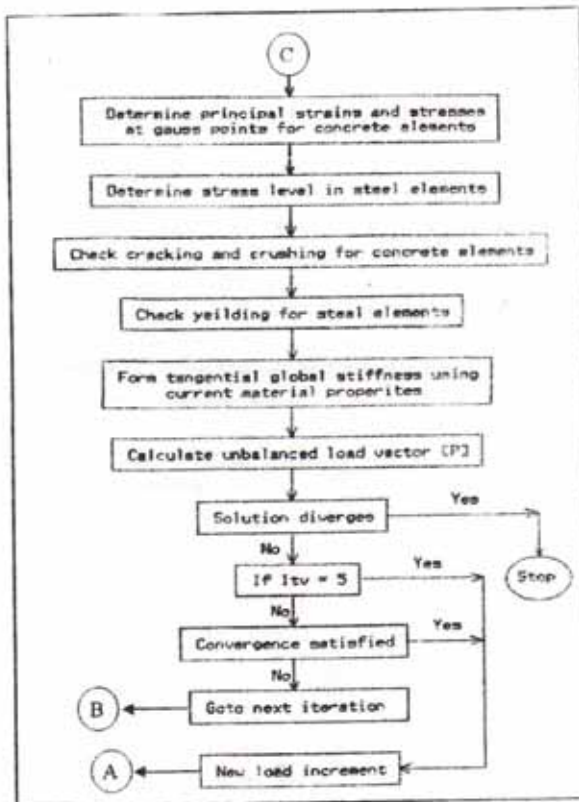 C
Determine principal strains and stresses
at gauss points for concrete elements
Determine stress level in steel elements
Check cracking and crushing for concrete elements
Check yeilding for steel elements
Form tangential global stiffness using
current material properites
Calculate unbalanced load vector [P]
Solution diverges
Yes
No
Stop
If Itv = 5
Yes
No
Convergence satisfied
Yes
No
B
Goto next iteration
A
New load increment